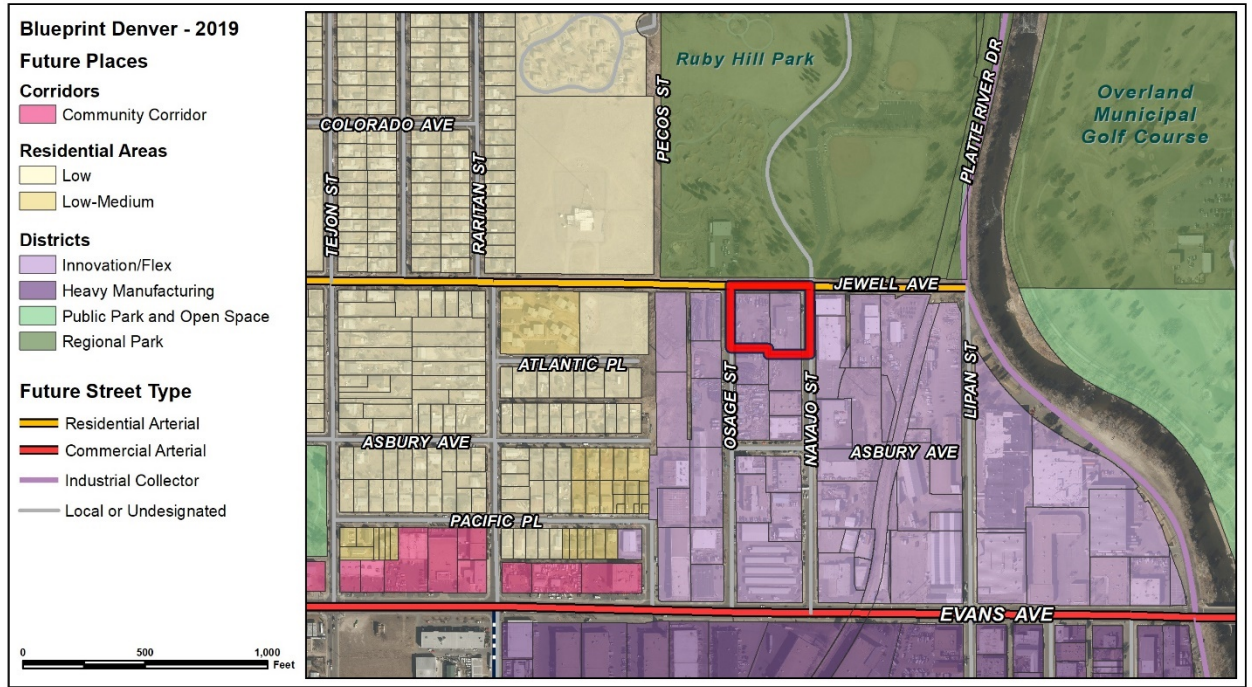 Blueprint Denver - 2019
Future Places
Corridors
Community Corridor
Residential Areas
Low
Low-Medium
Districts
Innovation/Flex
Heavy Manufacturing
Public Park and Open Space
Regional Park
Future Street Type
Residential Arterial
Commercial Arterial
Industrial Collector
Local or Undesignated
0 500 1,000
Feet
Ruby Hill Park
Overland
Municipal
Golf Course
PLATTE RIVER DR
PECOS ST
COLORADO AVE
TEJON ST
RARITAN ST
JEWELL AVE
ATLANTIC PL
OSAGE ST
NAVAJO ST
LIPAN ST
ASBURY AVE
ASBURY AVE
PACIFIC PL
EVANS AVE